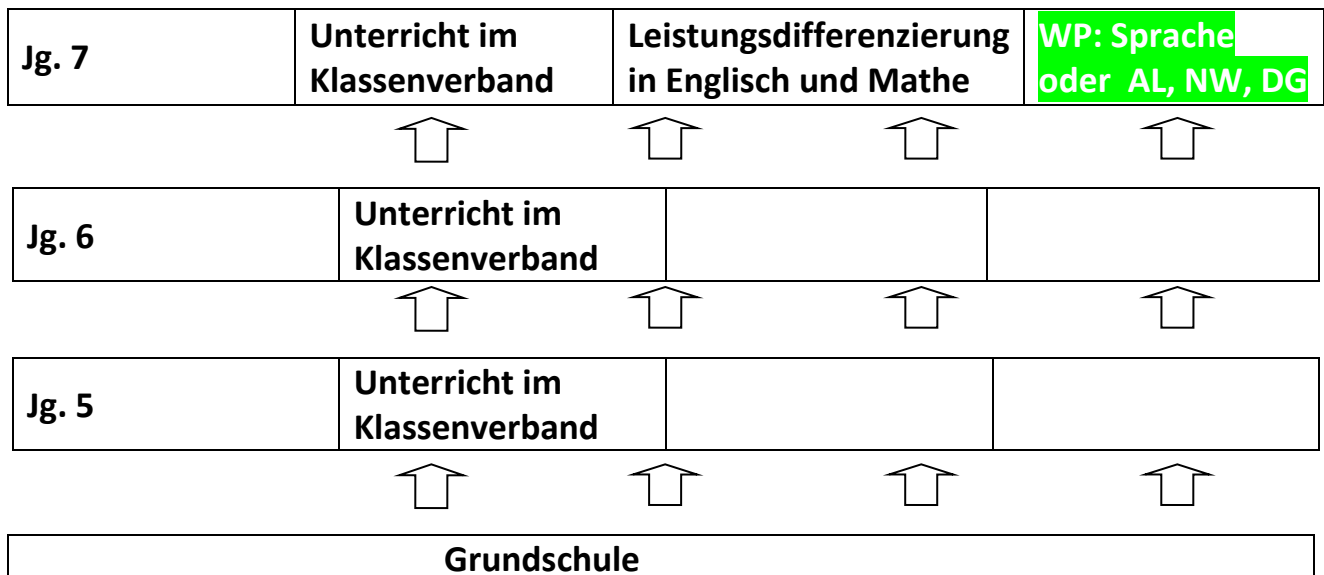 Jg. 7
Unterricht im
Klassenverband
Leistungsdifferenzierung
in Englisch und Mathe
WP: Sprache
oder AL, NW, DG
Jg. 6
Unterricht im
Klassenverband
Jg. 5
Unterricht im
Klassenverband
Grundschule